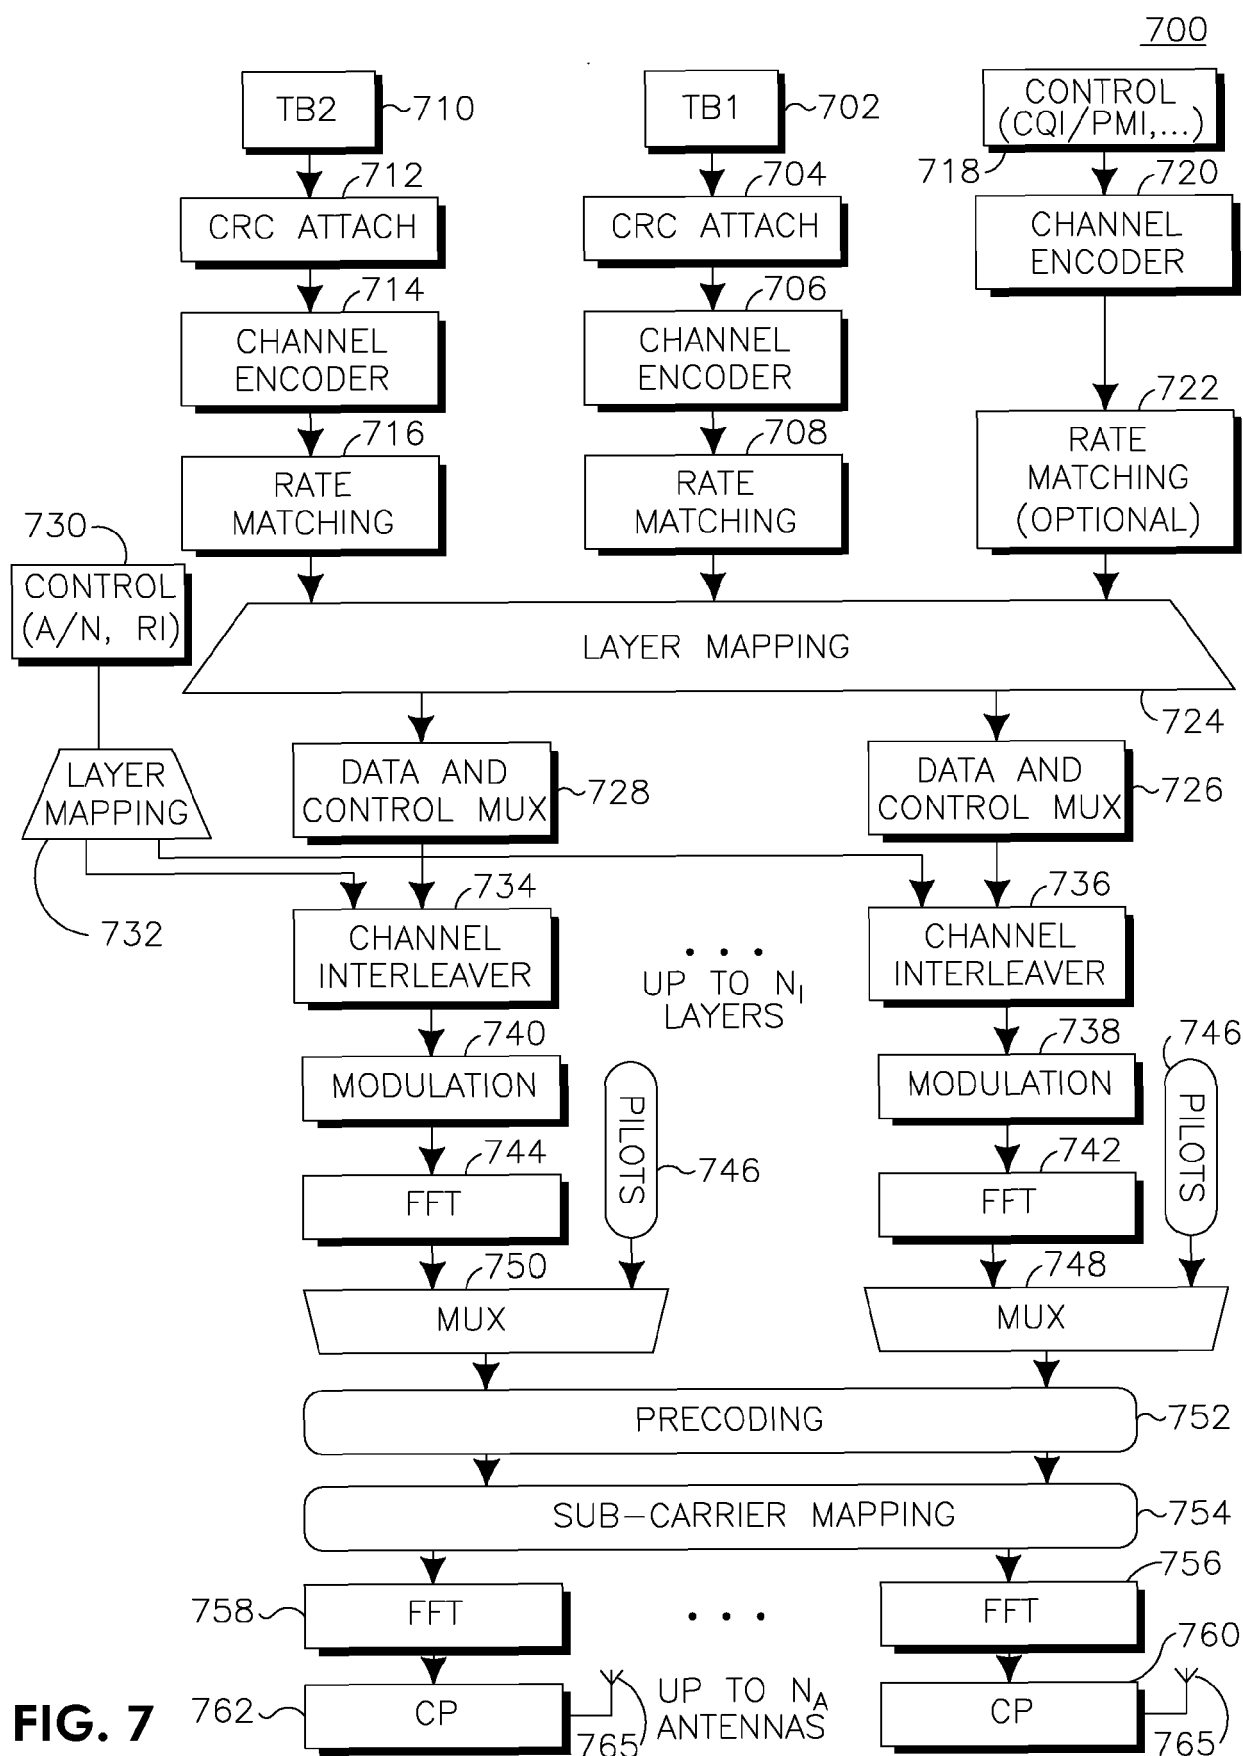 700
TB2
710
TB1
702
CONTROL
(CQI/PMI,...)
718
712
CRC ATTACH
704
CRC ATTACH
720
CHANNEL
ENCODER
714
CHANNEL
ENCODER
706
CHANNEL
ENCODER
716
RATE
MATCHING
708
RATE
MATCHING
722
RATE
MATCHING
(OPTIONAL)
730
CONTROL
(A/N, RI)
LAYER MAPPING
724
LAYER
MAPPING
732
DATA AND
CONTROL MUX
728
DATA AND
CONTROL MUX
726
734
CHANNEL
INTERLEAVER
736
CHANNEL
INTERLEAVER
• • •
UP TO Nl
LAYERS
740
MODULATION
738
MODULATION
746
PILOTS
746
PILOTS
744
FFT
742
FFT
750
MUX
748
MUX
PRECODING
752
SUB-CARRIER MAPPING
754
758
FFT
• • •
756
FFT
762
CP
765
UP TO NA
ANTENNAS
760
CP
765
FIG. 7